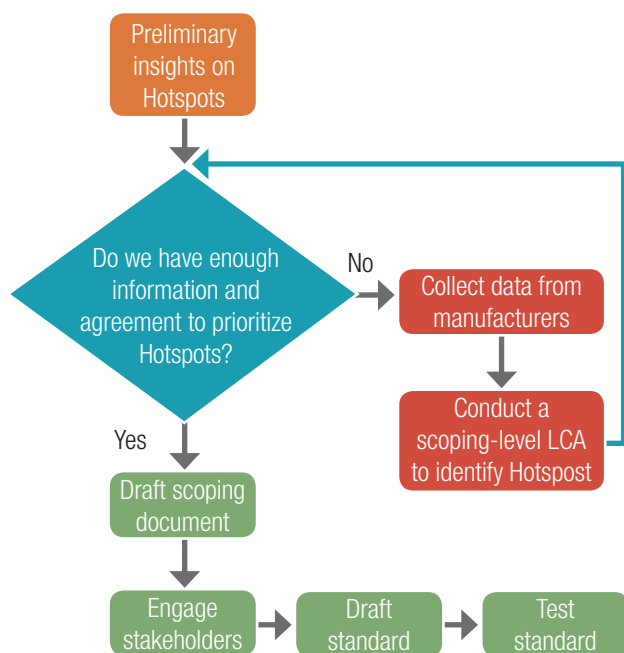 Preliminary
insights on
Hotspots
Do we have enough
information and
agreement to prioritize
Hotspots?
No
Collect data from
manufacturers
Conduct a
scoping-level LCA
to identify Hotspost
Yes
Draft scoping
document
Engage
stakeholders
Draft
standard
Test
standard